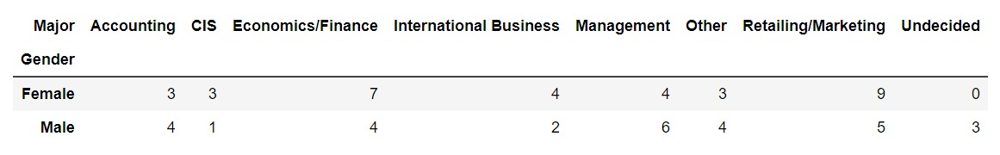 Major Accounting CIS Economics/Finance International Business Management Other Retailing/Marketing Undecided
Gender
Female 3 3 7 4 4 3 9 0
Male 4 1 4 2 6 4 5 3